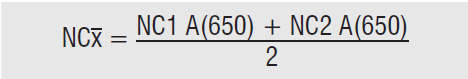 NCx̅ = NC1 A(650) + NC2 A(650)
2